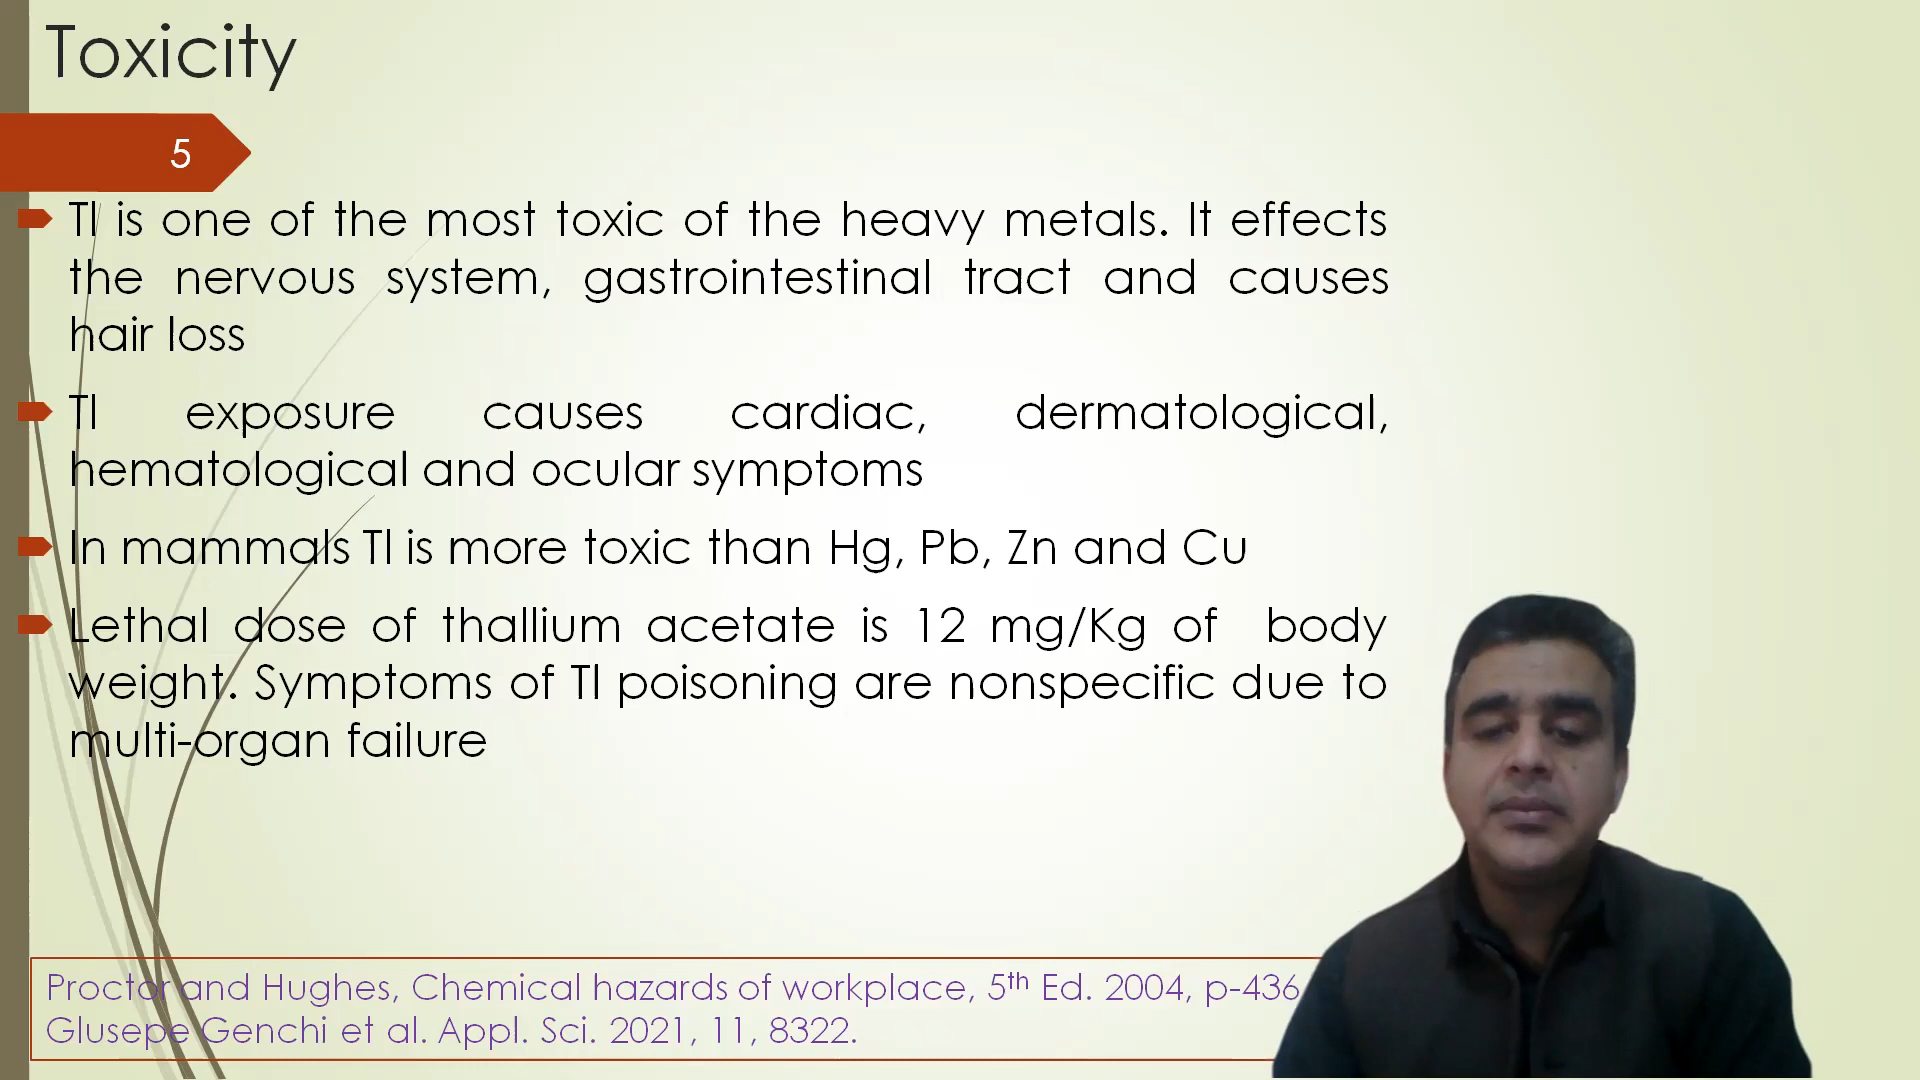 Toxicity
5
Tl is one of the most toxic of the heavy metals. It effects
the nervous system, gastrointestinal tract and causes
hair loss
Tl exposure causes cardiac, dermatological,
hematological and ocular symptoms
In mammals Tl is more toxic than Hg, Pb, Zn and Cu
Lethal dose of thallium acetate is 12 mg/Kg of body
weight. Symptoms of Tl poisoning are nonspecific due to
multi-organ failure
Proctor and Hughes, Chemical hazards of workplace, 5th Ed. 2004, p-436
Glusepe Genchi et al. Appl. Sci. 2021, 11, 8322.